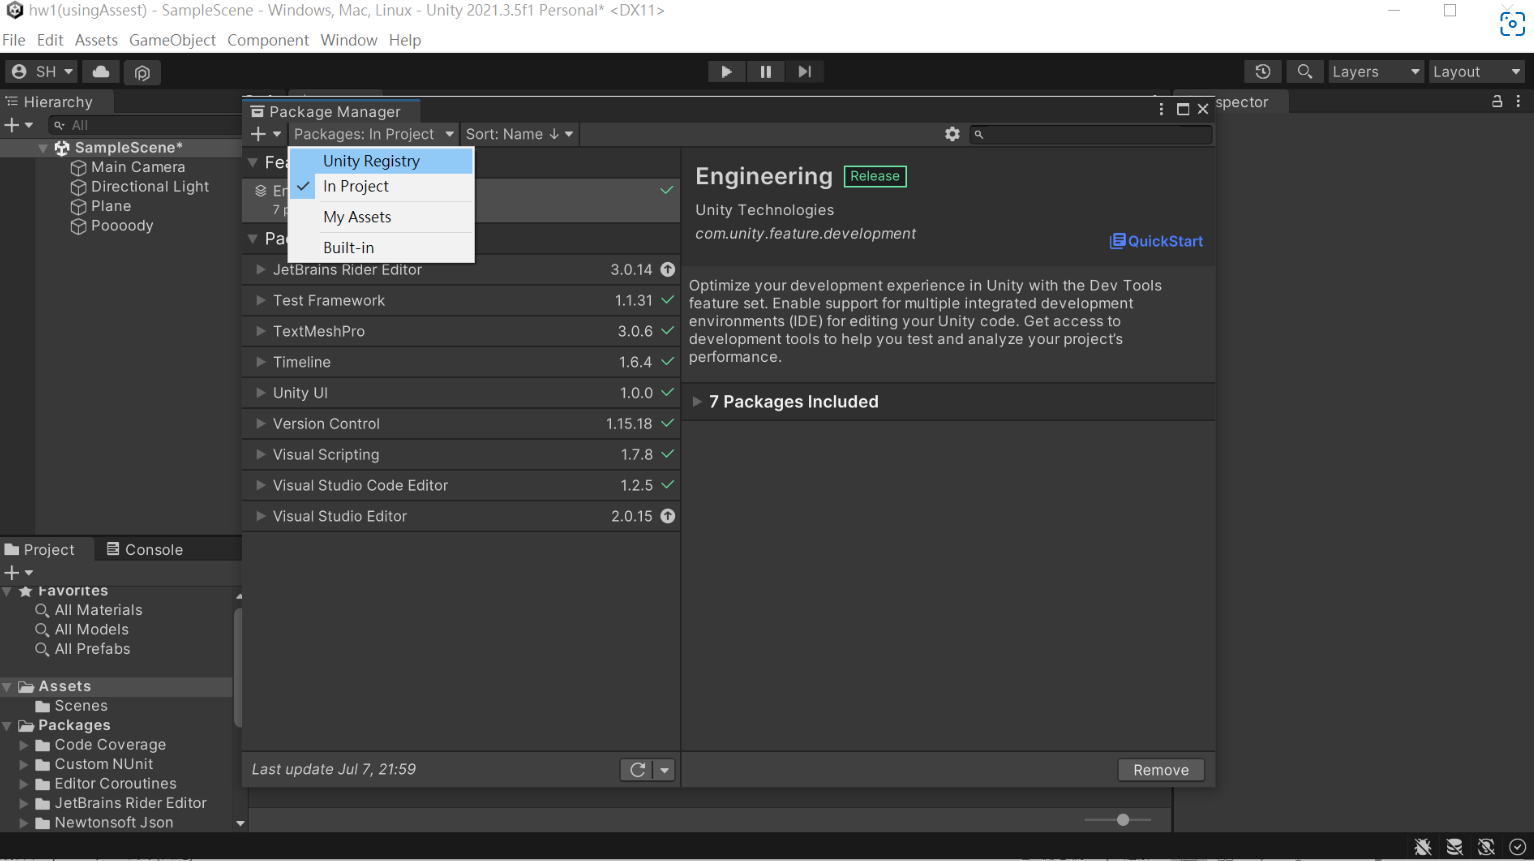 hw1(usingAssest) - SampleScene - Windows, Mac, Linux - Unity 2021.3.5f1 Personal* <DX11>
File Edit Assets GameObject Component Window Help
SH
Layers
Layout
Hierarchy
All
SampleScene*
Main Camera
Directional Light
Plane
Poooody
Package Manager
Packages: In Project
Sort: Name ↓
Unity Registry
In Project
My Assets
Built-in
JetBrains Rider Editor 3.0.14
Test Framework 1.1.31
TextMeshPro 3.0.6
Timeline 1.6.4
Unity UI 1.0.0
Version Control 1.15.18
Visual Scripting 1.7.8
Visual Studio Code Editor 1.2.5
Visual Studio Editor 2.0.15
Last update Jul 7, 21:59
Engineering Release
Unity Technologies
com.unity.feature.development
QuickStart
Optimize your development experience in Unity with the Dev Tools
feature set. Enable support for multiple integrated development
environments (IDE) for editing your Unity code. Get access to
development tools to help you test and analyze your project's
performance.
7 Packages Included
Remove
spector
Project
Console
Favorites
All Materials
All Models
All Prefabs
Assets
Scenes
Packages
Code Coverage
Custom NUnit
Editor Coroutines
JetBrains Rider Editor
Newtonsoft Json